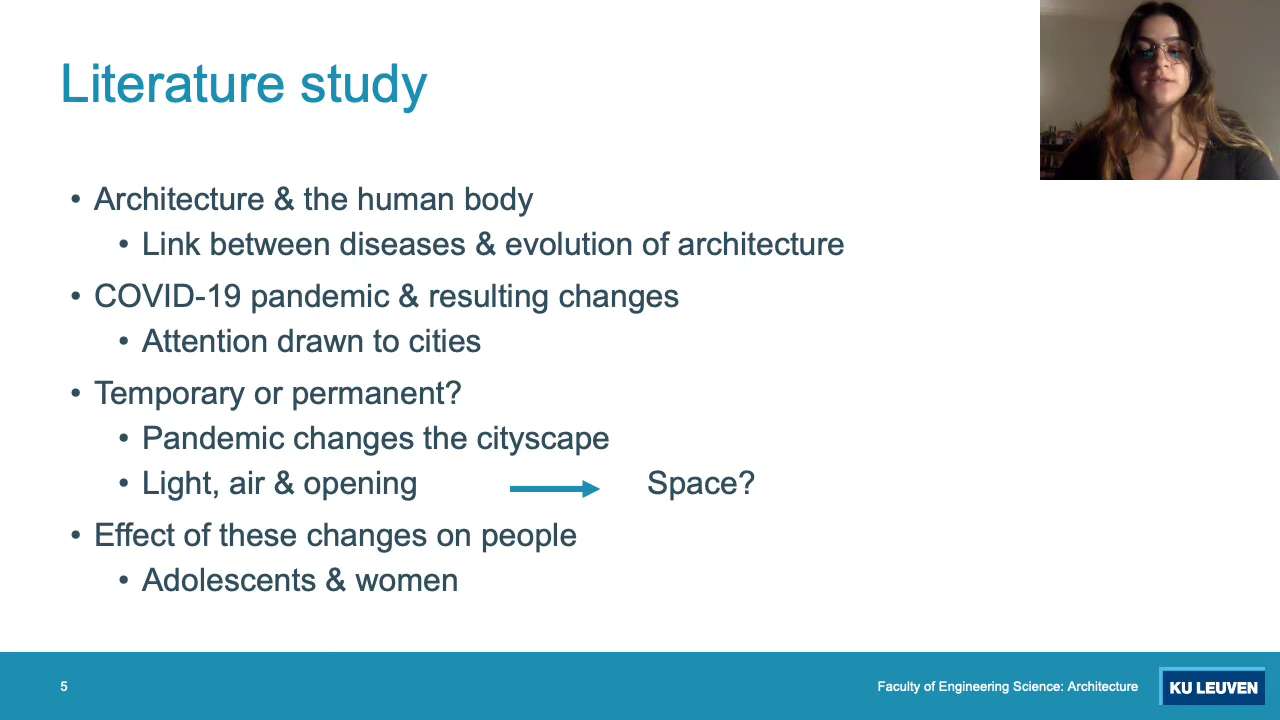 Literature study
• Architecture & the human body
• Link between diseases & evolution of architecture
• COVID-19 pandemic & resulting changes
• Attention drawn to cities
• Temporary or permanent?
• Pandemic changes the cityscape
• Light, air & opening Space?
• Effect of these changes on people
• Adolescents & women
5 Faculty of Engineering Science: Architecture KU LEUVEN